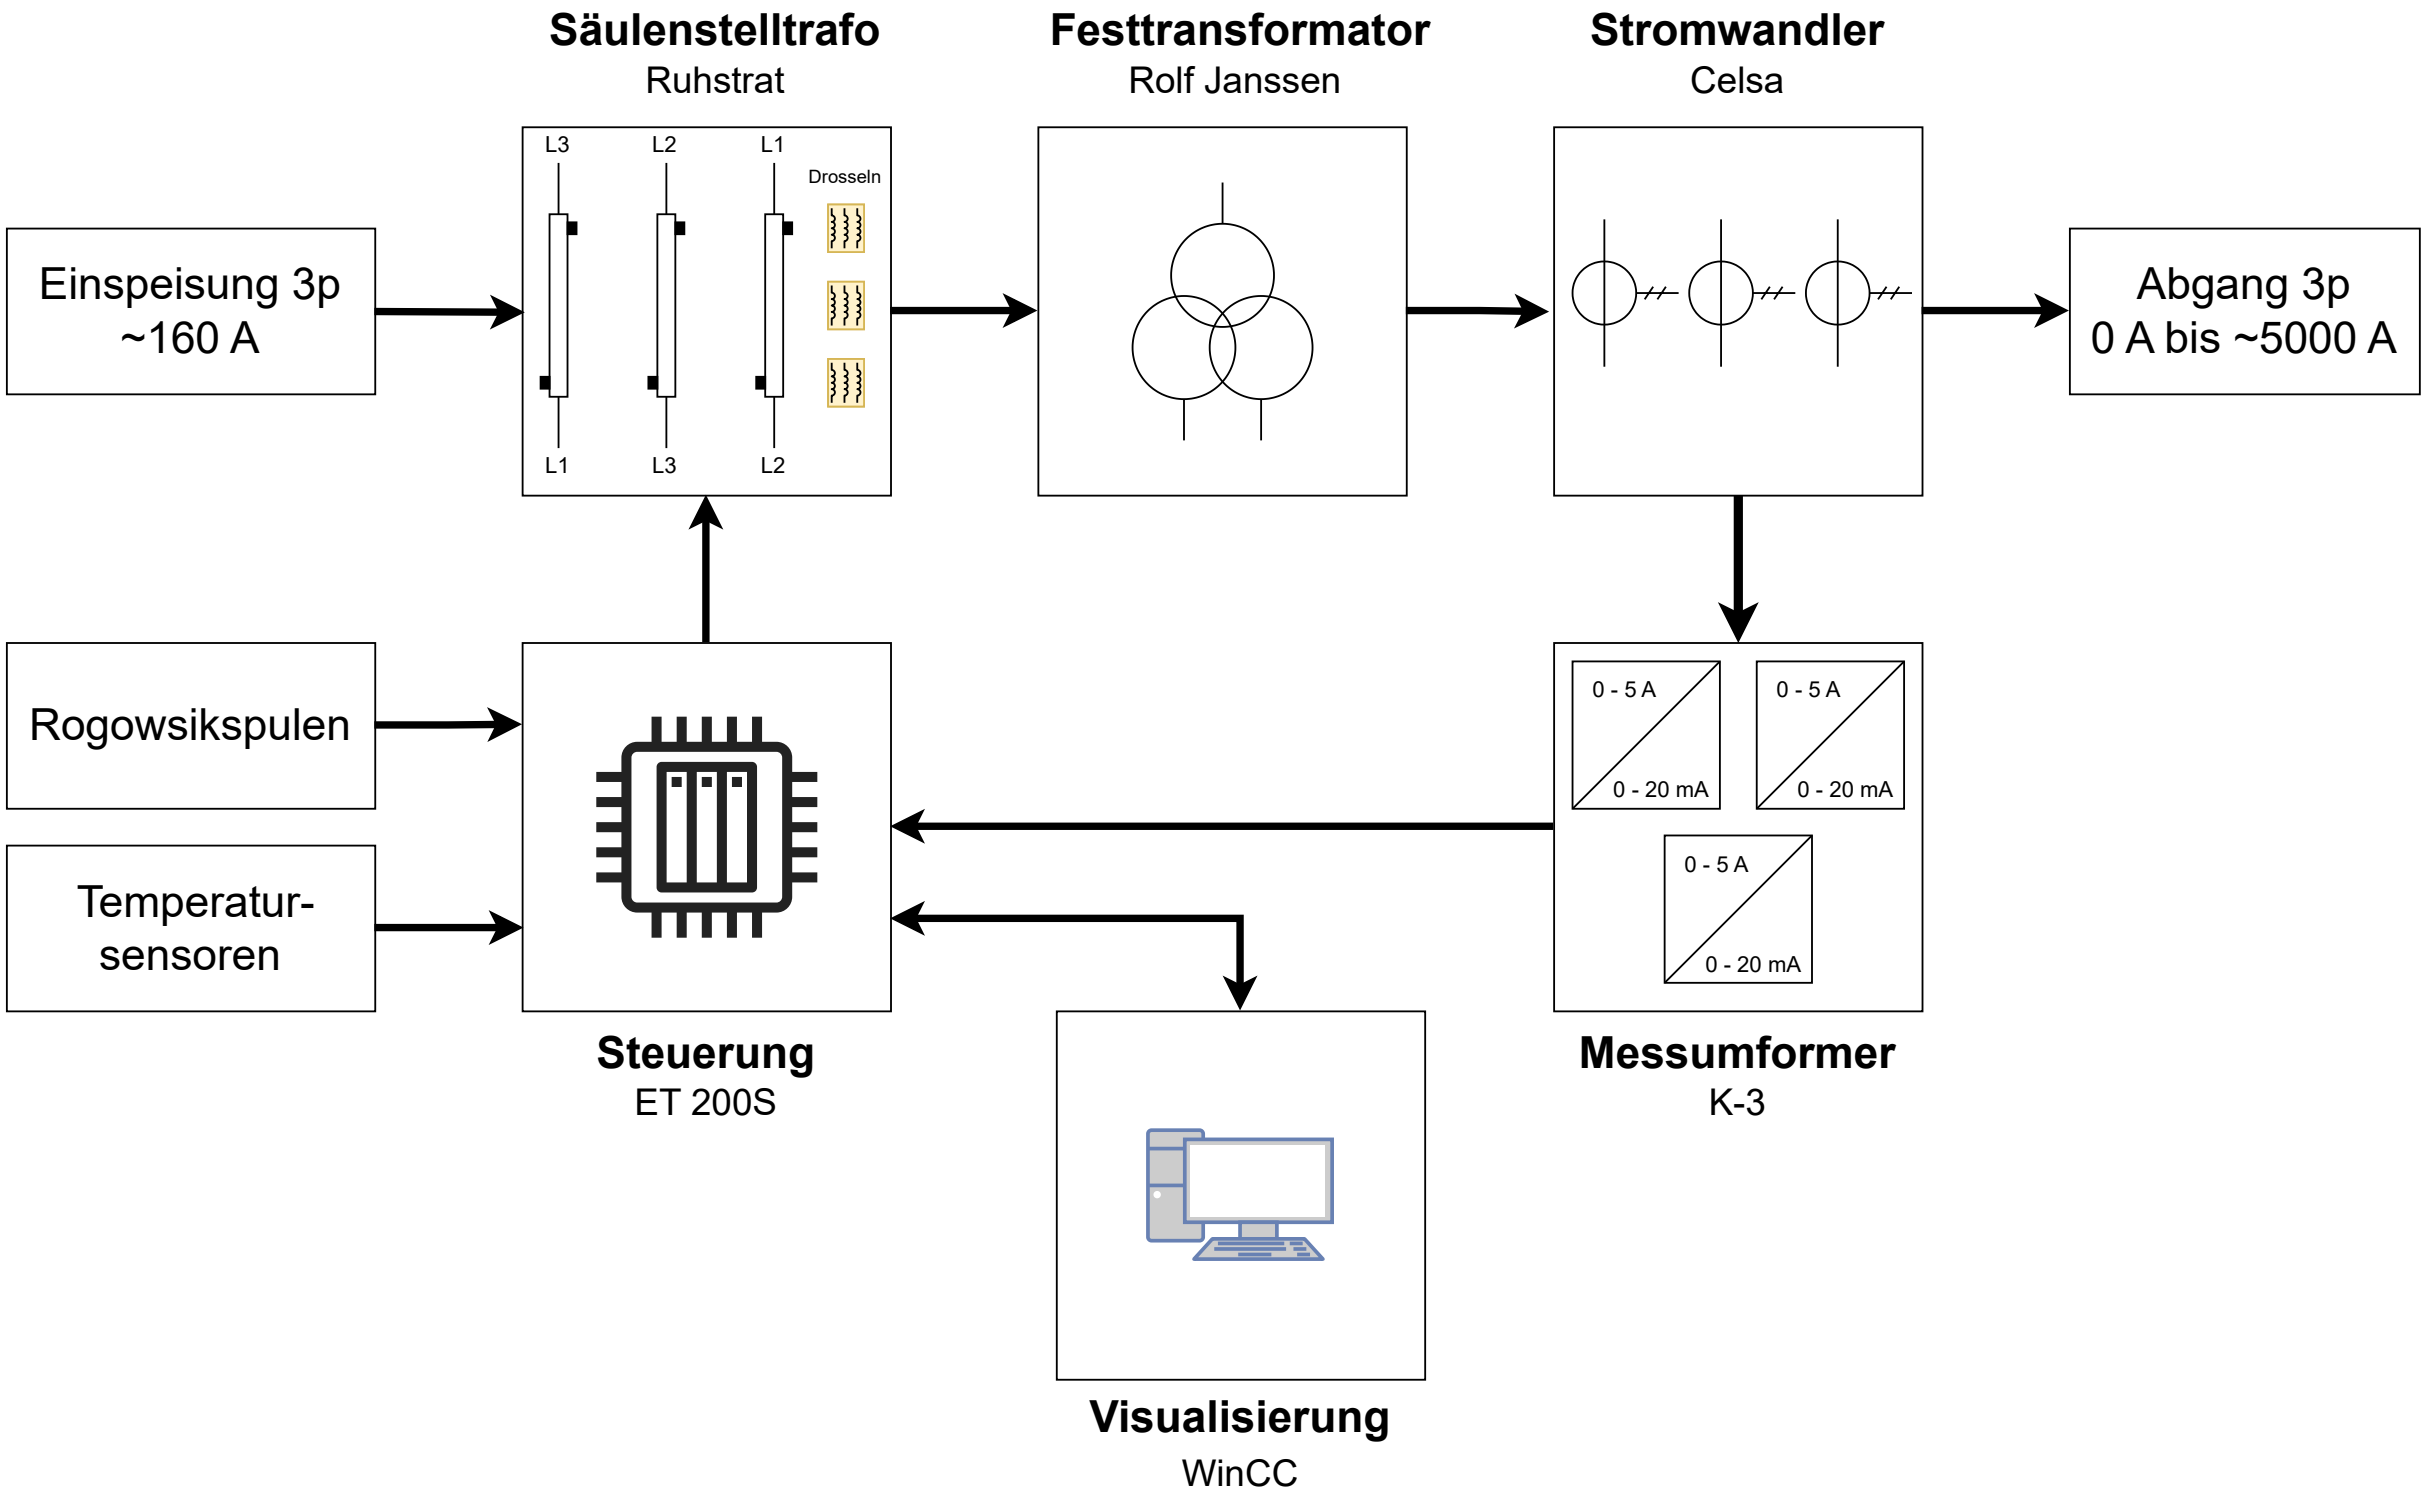 Säulenstelltrafo
Ruhstrat
Festtransformator
Rolf Janssen
Stromwandler
Celsa
L3
L2
L1
Drosseln
L1
L3
L2
Einspeisung 3p
~160 A
Abgang 3p
0 A bis ~5000 A
Rogowsikspulen
Temperatur-
sensoren
Steuerung
ET 200S
0 - 5 A
0 - 20 mA
0 - 5 A
0 - 20 mA
0 - 5 A
0 - 20 mA
Messumformer
K-3
Visualisierung
WinCC